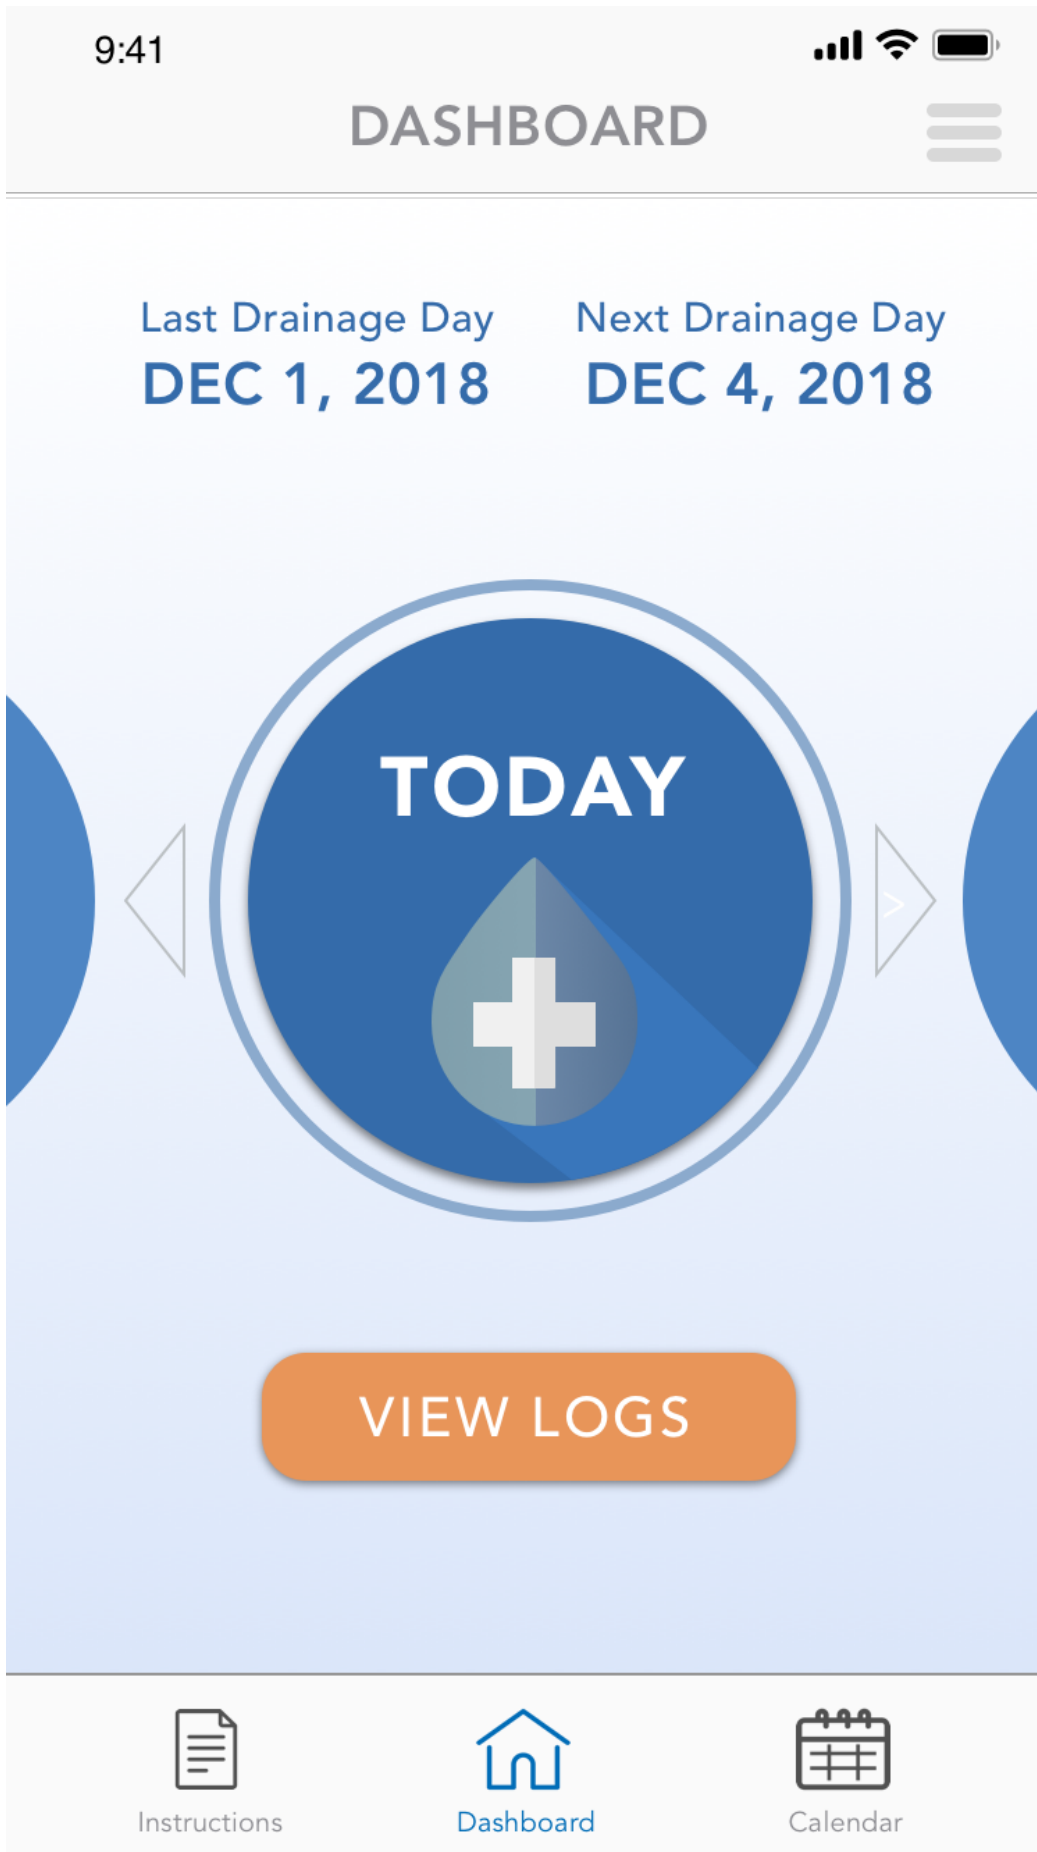 9:41
DASHBOARD
Last Drainage Day
DEC 1, 2018
Next Drainage Day
DEC 4, 2018
TODAY
>
VIEW LOGS
Instructions
Dashboard
Calendar